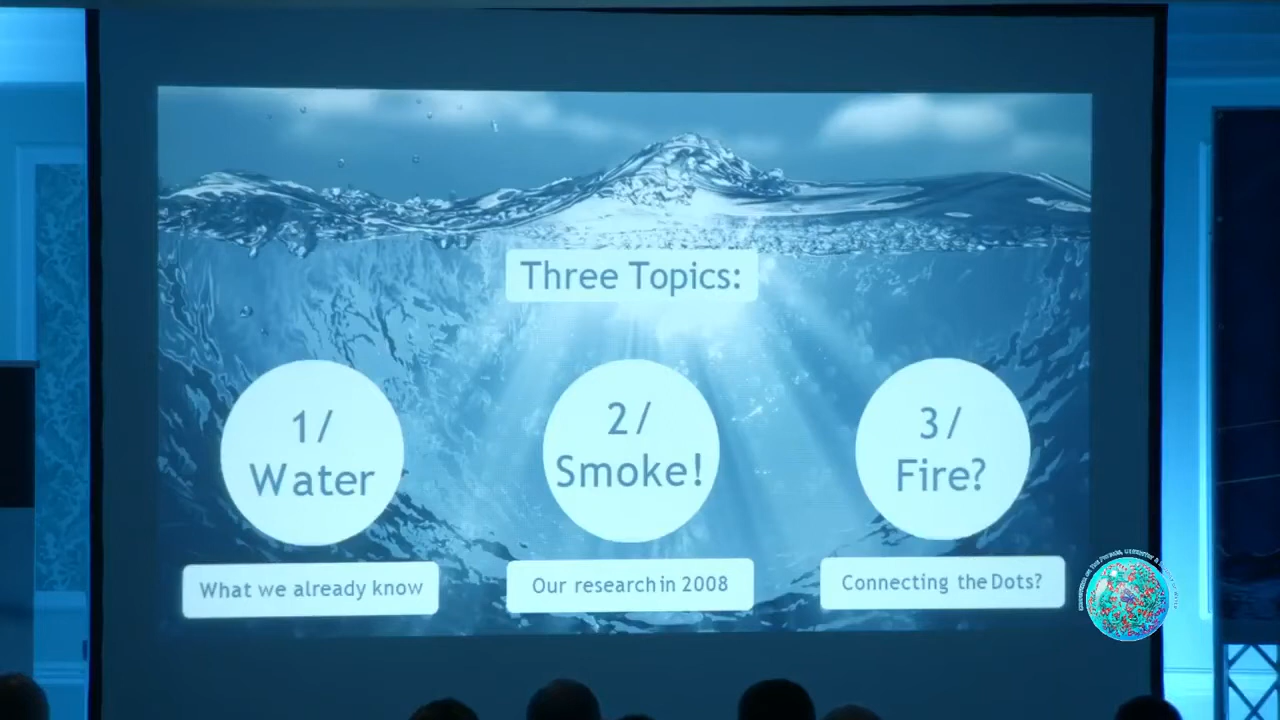 Three Topics:
1/
Water
2/
Smoke!
3/
Fire?
What we already know
Our research in 2008
Connecting the Dots?